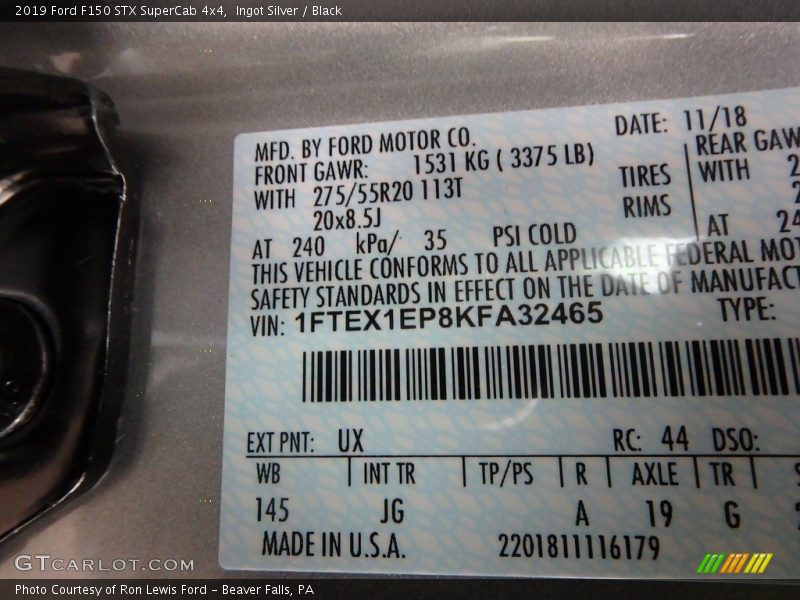 2019 Ford F150 STX SuperCab 4x4, Ingot Silver / Black
MFD. BY FORD MOTOR CO.
DATE: 11/18
FRONT GAWR: 1531 KG ( 3375 LB)
REAR GAW
WITH 275/55R20 113T
TIRES
WITH 2
20x8.5J
RIMS
2
AT 240 kPa/ 35 PSI COLD
AT 24
THIS VEHICLE CONFORMS TO ALL APPLICABLE FEDERAL MOT
SAFETY STANDARDS IN EFFECT ON THE DATE OF MANUFACT
VIN: 1FTEX1EP8KFA32465
TYPE:
EXT PNT: UX
RC: 44 DSO:
WB INT TR TP/PS R AXLE TR S
145 JG A 19 G
MADE IN U.S.A.
2201811116179
GTCARLOT.COM
Photo Courtesy of Ron Lewis Ford – Beaver Falls, PA